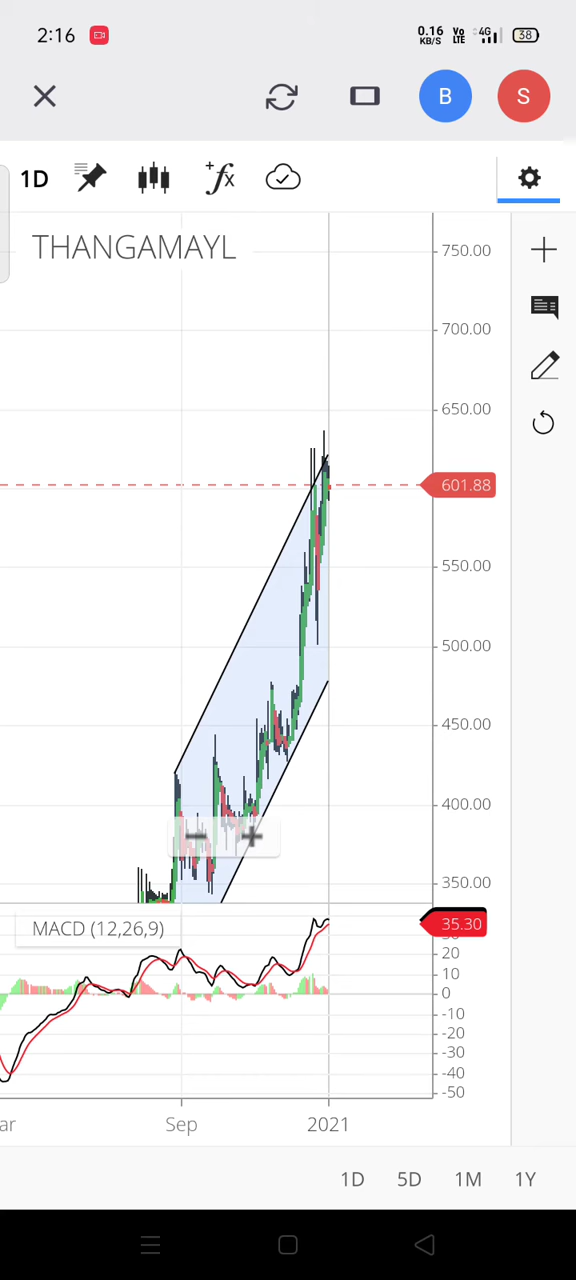 2:16 0.16 KB/S Vo LTE 4G 38
B S
1D fx
THANGAMAYL
750.00
700.00
650.00
601.88
550.00
500.00
450.00
400.00
350.00
MACD (12,26,9)
35.30
20
10
0
-10
-20
-30
-40
-50
ar Sep 2021
1D 5D 1M 1Y